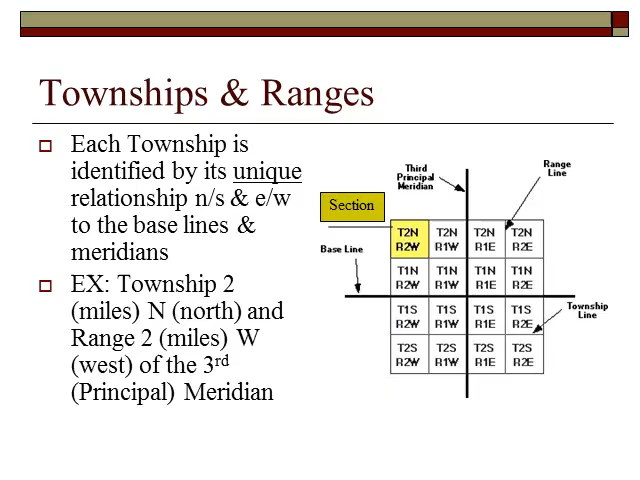 Townships & Ranges
Each Township is
identified by its unique
relationship n/s & e/w
to the base lines &
meridians
EX: Township 2
(miles) N (north) and
Range 2 (miles) W
(west) of the 3rd
(Principal) Meridian
Third
Principal
Meridian
Range
Line
Section
Base Line
T2N T2N T2N T2N
R2W R1W R1E R2E
T1N T1N T1N T1N
R2W R1W R1E R2E
T1S T1S T1S T1S
R2W R1W R1E R2E
Township
Line
T2S T2S T2S T2S
R2W R1W R1E R2E